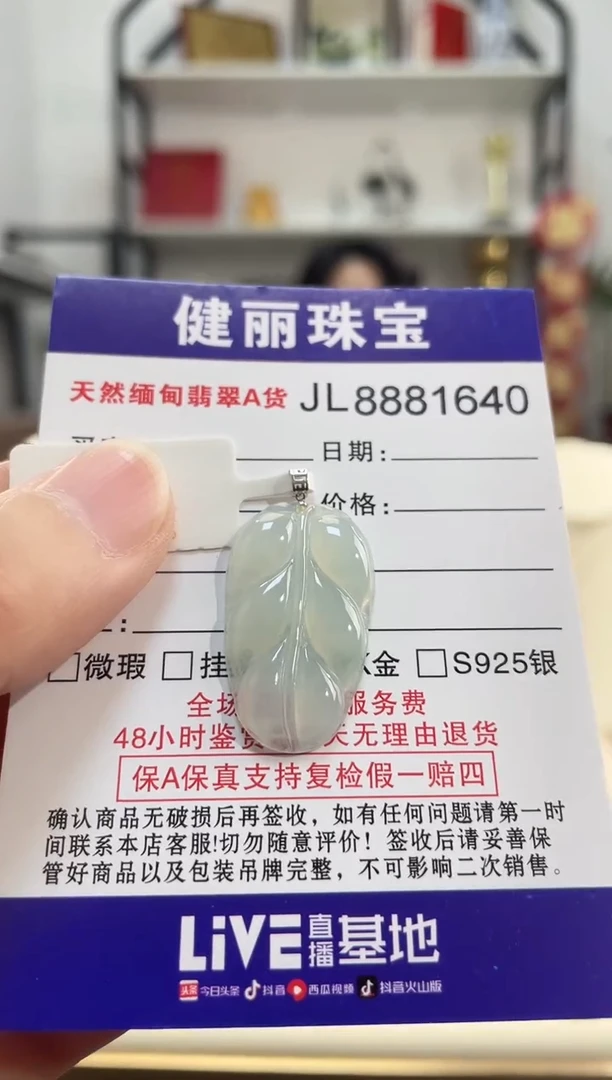 健丽珠宝
天然缅甸翡翠A货 JL8881640
日期:
价格:
:
微瑕 挂 金 S925银
全场 服务费
48小时鉴赏 天无理由退货
保A保真支持复检假一赔四
确认商品无破损后再签收，如有任何问题请第一时
间联系本店客服!切勿随意评价！签收后请妥善保
管好商品以及包装吊牌完整，不可影响二次销售。
LIVE直播基地
头条 今日头条 抖音 西瓜视频 抖音火山版